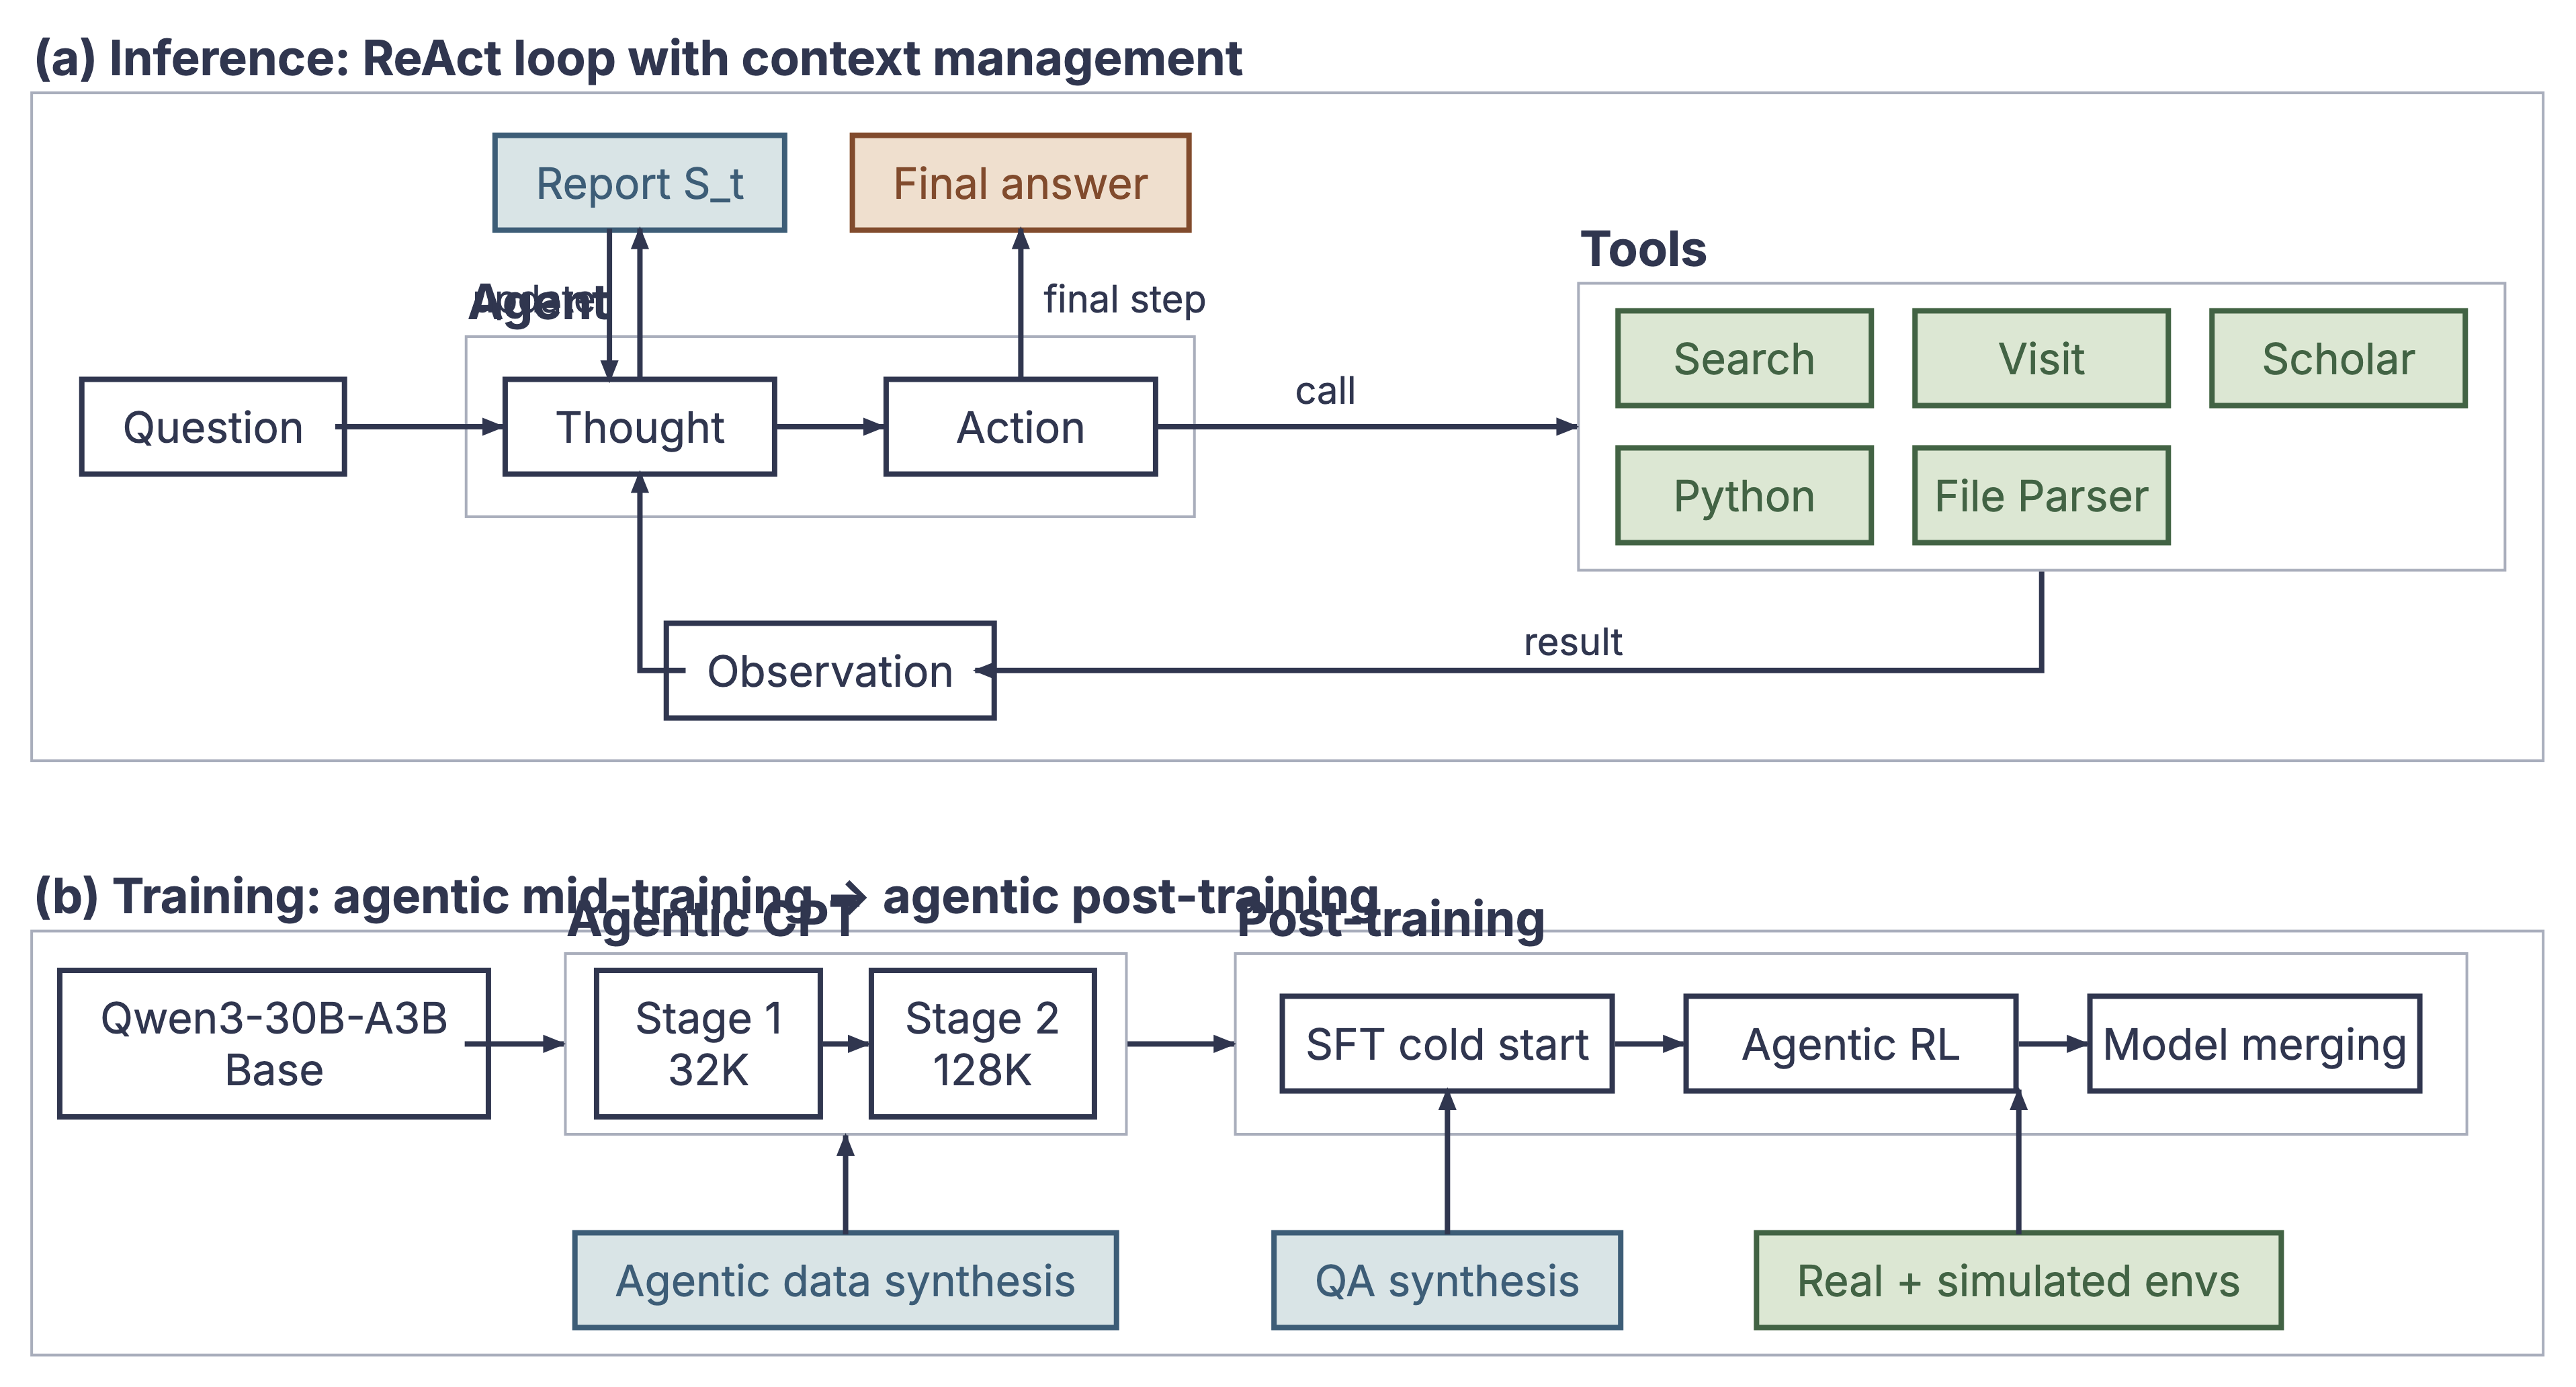 (a) Inference: ReAct loop with context management
Report S_t
Final answer
Tools
update
Agent
final step
Search
Visit
Scholar
call
Question
Thought
Action
Python
File Parser
result
Observation
(b) Training: agentic mid-training → agentic post-training
Agentic CPT
Post-training
Qwen3-30B-A3B
Base
Stage 1
32K
Stage 2
128K
SFT cold start
Agentic RL
Model merging
Agentic data synthesis
QA synthesis
Real + simulated envs